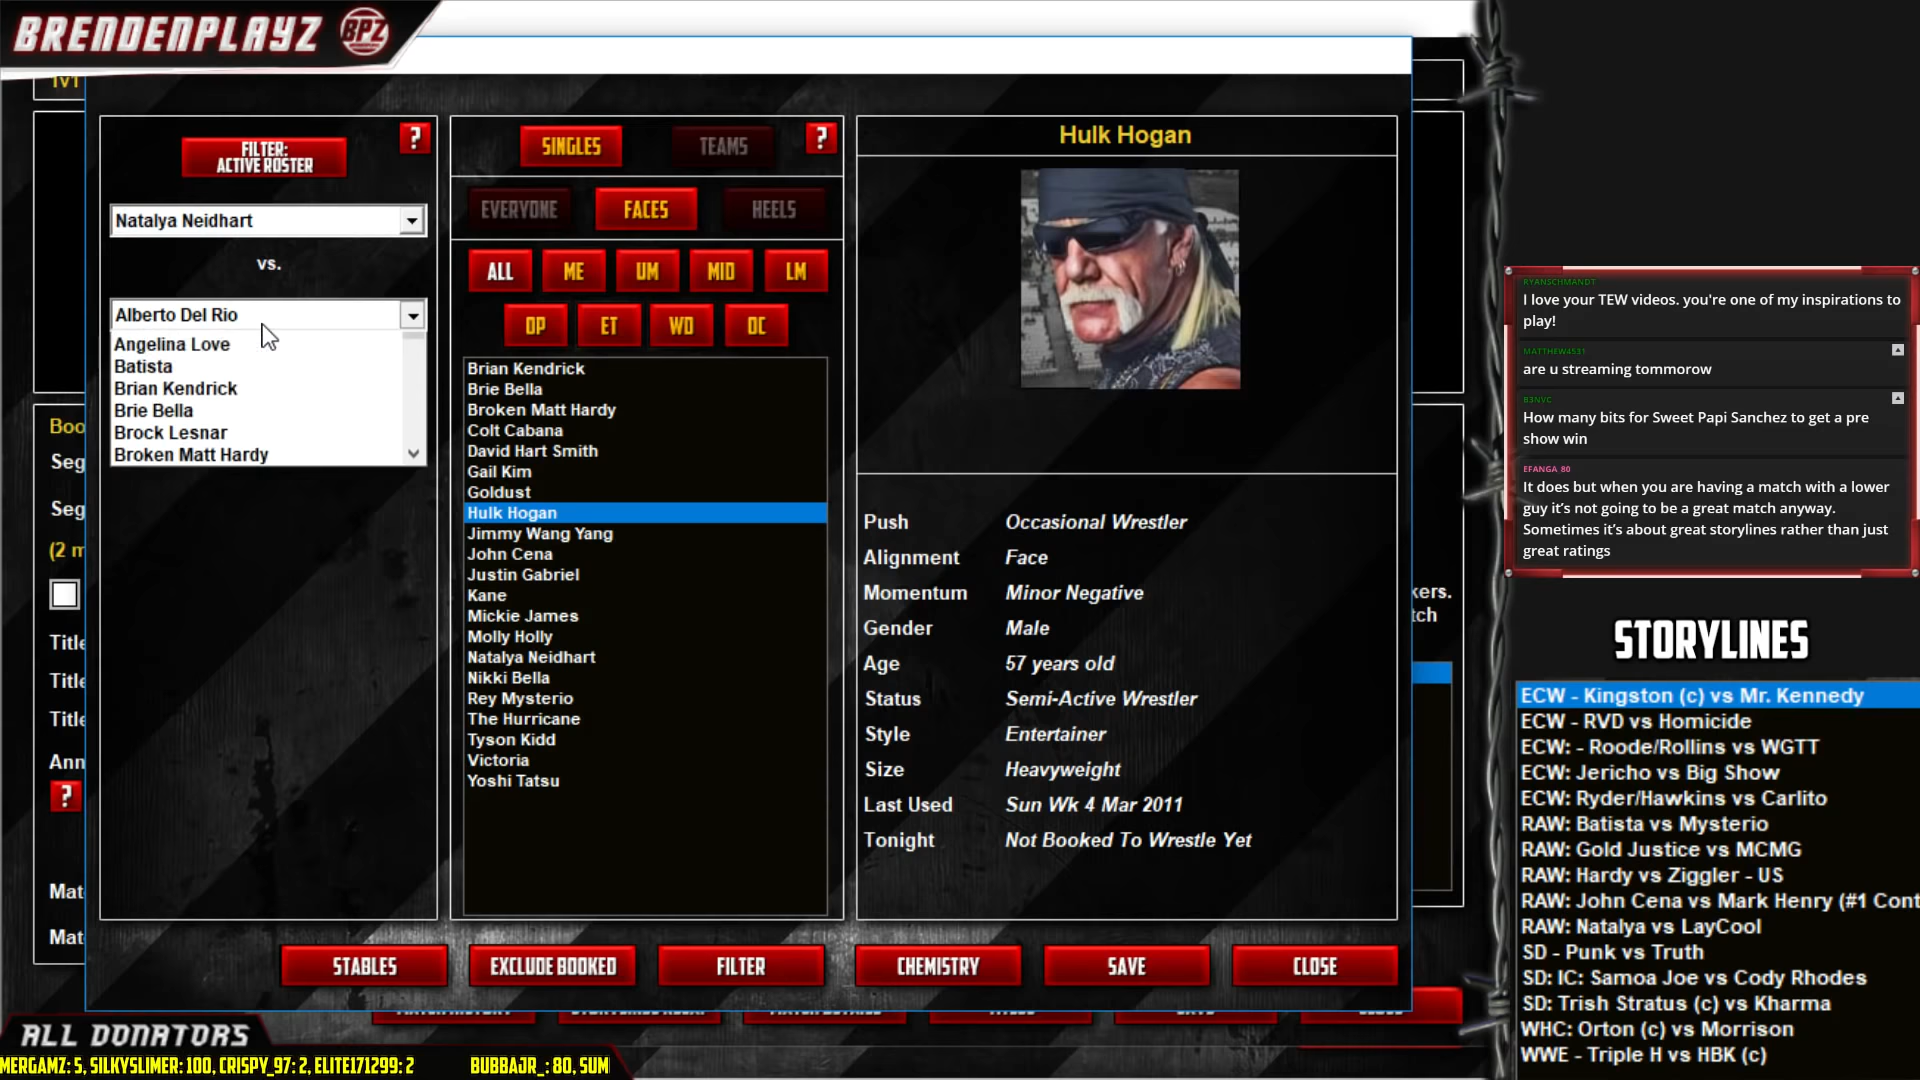 BRENDENPLAYZ
BPZ
1v1
FILTER:
ACTIVE ROSTER
?
Natalya Neidhart
vs.
Alberto Del Rio
Angelina Love
Batista
Brian Kendrick
Brie Bella
Brock Lesnar
Broken Matt Hardy
Boo
Seg
Seg
(2 m
Title
Title
Title
Ann
?
Mat
Mat
SINGLES
TEAMS
?
EVERYONE
FACES
HEELS
ALL
ME
UM
MID
LM
OP
ET
WD
OC
Brian Kendrick
Brie Bella
Broken Matt Hardy
Colt Cabana
David Hart Smith
Gail Kim
Goldust
Hulk Hogan
Jimmy Wang Yang
John Cena
Justin Gabriel
Kane
Mickie James
Molly Holly
Natalya Neidhart
Nikki Bella
Rey Mysterio
The Hurricane
Tyson Kidd
Victoria
Yoshi Tatsu
Hulk Hogan
Push Occasional Wrestler
Alignment Face
Momentum Minor Negative
Gender Male
Age 57 years old
Status Semi-Active Wrestler
Style Entertainer
Size Heavyweight
Last Used Sun Wk 4 Mar 2011
Tonight Not Booked To Wrestle Yet
kers.
tch
STABLES
EXCLUDE BOOKED
FILTER
CHEMISTRY
SAVE
CLOSE
RYANSCHMANDT
I love your TEW videos. you're one of my inspirations to
play!
MATTHEW4531
are u streaming tommorow
B3NVC
How many bits for Sweet Papi Sanchez to get a pre
show win
EFANGA 80
It does but when you are having a match with a lower
guy it's not going to be a great match anyway.
Sometimes it's about great storylines rather than just
great ratings
STORYLINES
ECW - Kingston (c) vs Mr. Kennedy
ECW - RVD vs Homicide
ECW: - Roode/Rollins vs WGTT
ECW: Jericho vs Big Show
ECW: Ryder/Hawkins vs Carlito
RAW: Batista vs Mysterio
RAW: Gold Justice vs MCMG
RAW: Hardy vs Ziggler - US
RAW: John Cena vs Mark Henry (#1 Cont
RAW: Natalya vs LayCool
SD - Punk vs Truth
SD: IC: Samoa Joe vs Cody Rhodes
SD: Trish Stratus (c) vs Kharma
WHC: Orton (c) vs Morrison
WWE - Triple H vs HBK (c)
ALL DONATORS
MERGAMZ: 5, SILKYSLIMER: 100, CRISPY_97: 2, ELITE171299: 2
BUBBAJR_: 80, SUM